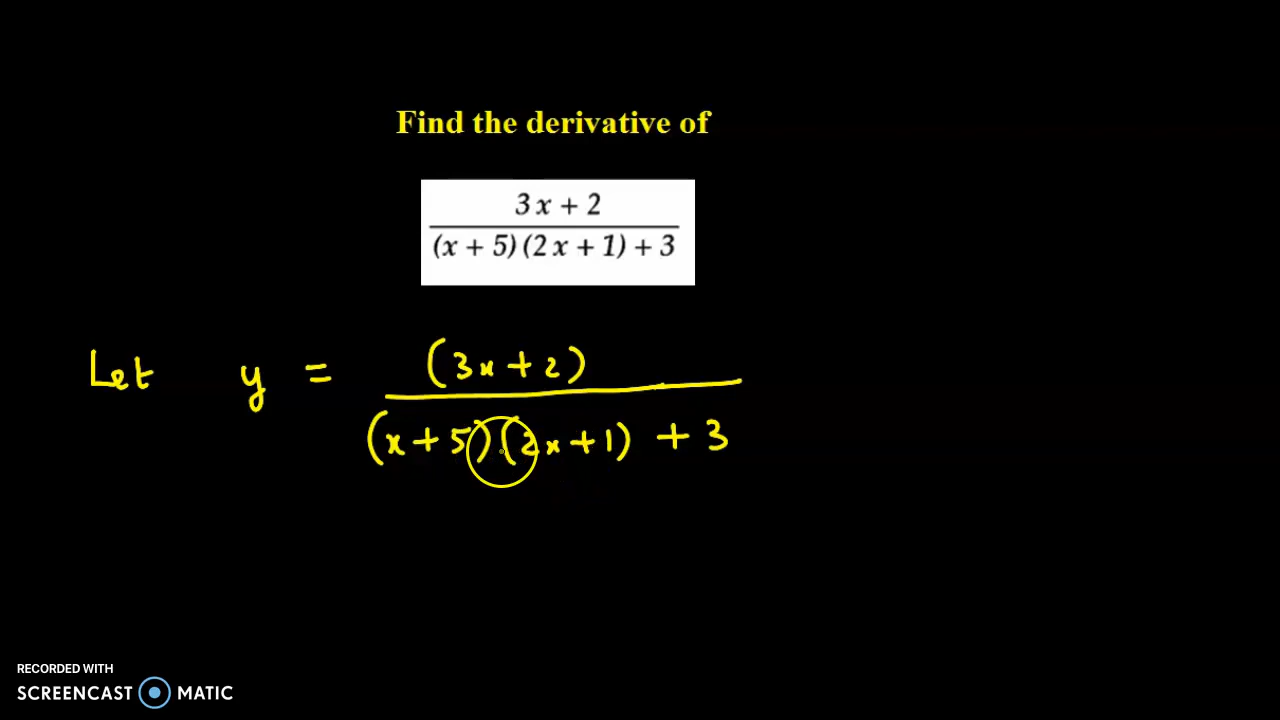 Find the derivative of
3x + 2
(x + 5)(2x + 1) + 3
Let y = (3x + 2)
(x + 5)(2x + 1) + 3
RECORDED WITH
SCREENCAST MATIC